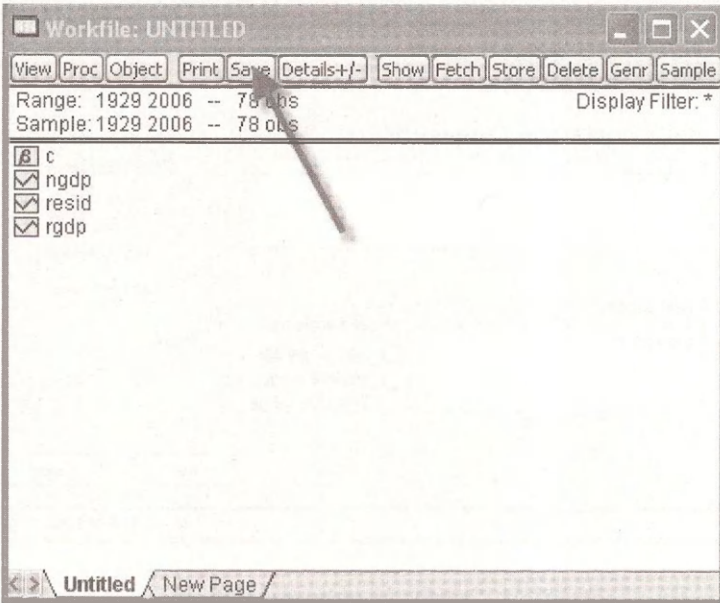 Workfile: UNTITLED
View Proc Object Print Save Details+/- Show Fetch Store Delete Genr Sample
Range: 1929 2006 -- 78 obs Display Filter: *
Sample: 1929 2006 -- 78 obs
β c
ngdp
resid
rgdp
< > Untitled New Page